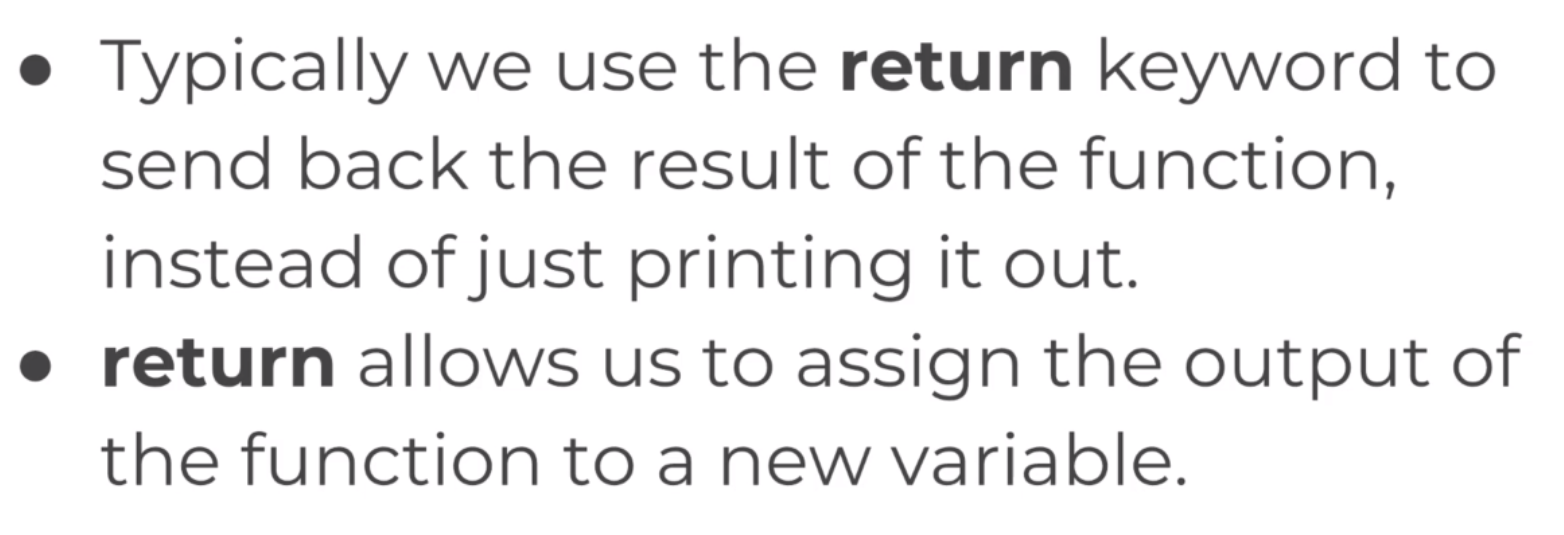 ● Typically we use the return keyword to
send back the result of the function,
instead of just printing it out.
● return allows us to assign the output of
the function to a new variable.